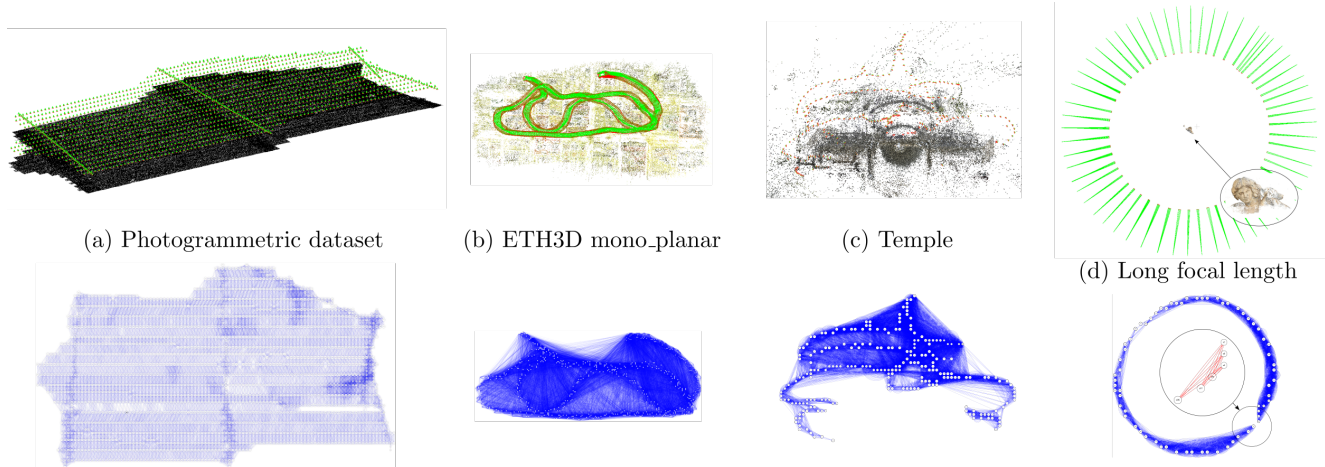 (a) Photogrammetric dataset
(b) ETH3D mono_planar
(c) Temple
(d) Long focal length